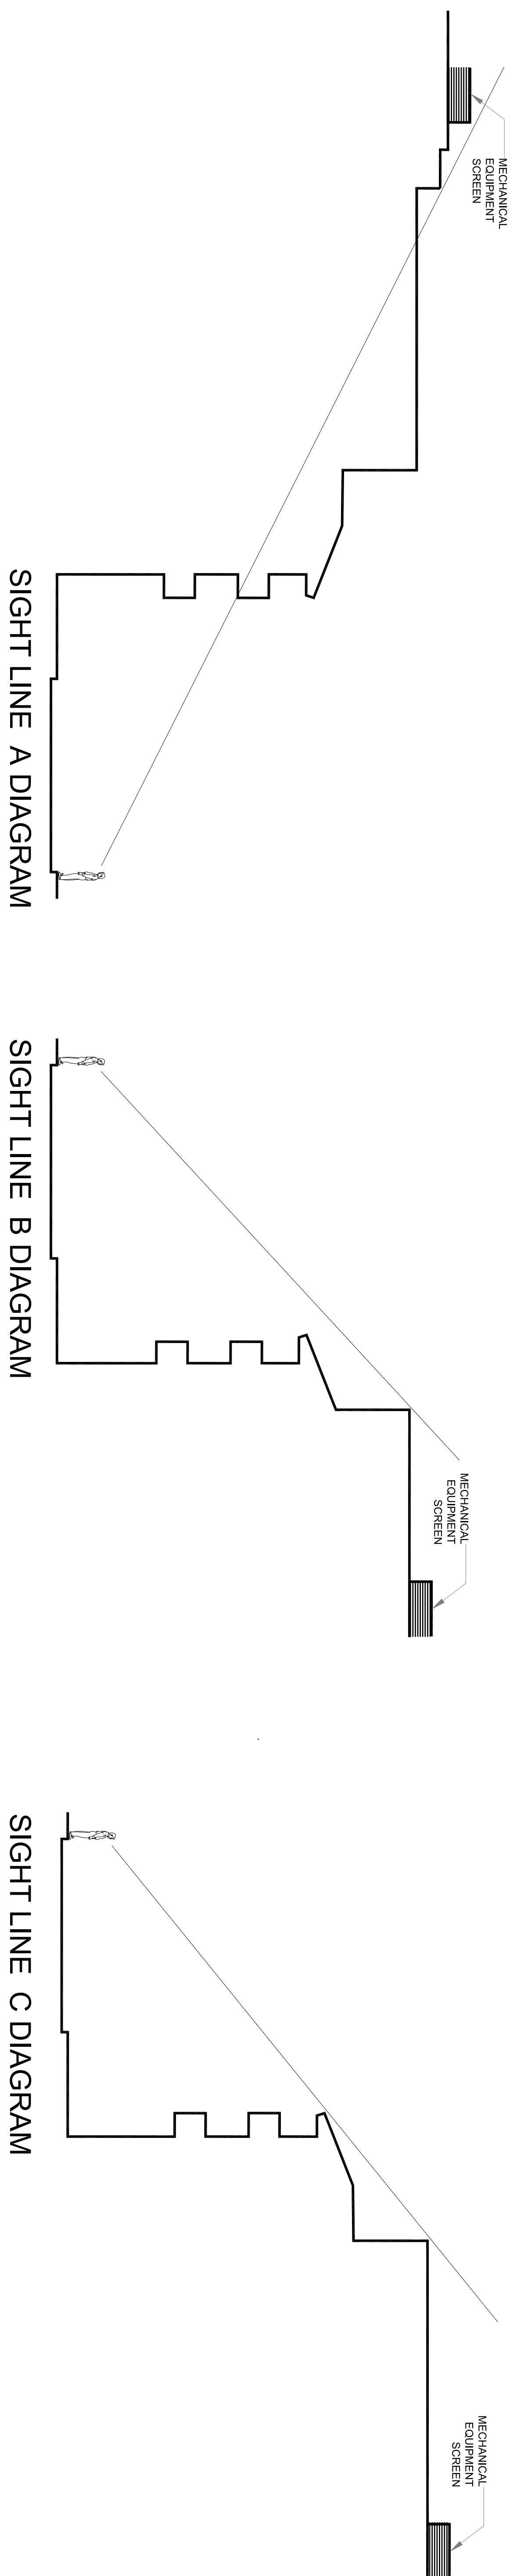 MECHANICAL
EQUIPMENT
SCREEN
SIGHT LINE A DIAGRAM
MECHANICAL
EQUIPMENT
SCREEN
SIGHT LINE B DIAGRAM
MECHANICAL
EQUIPMENT
SCREEN
SIGHT LINE C DIAGRAM